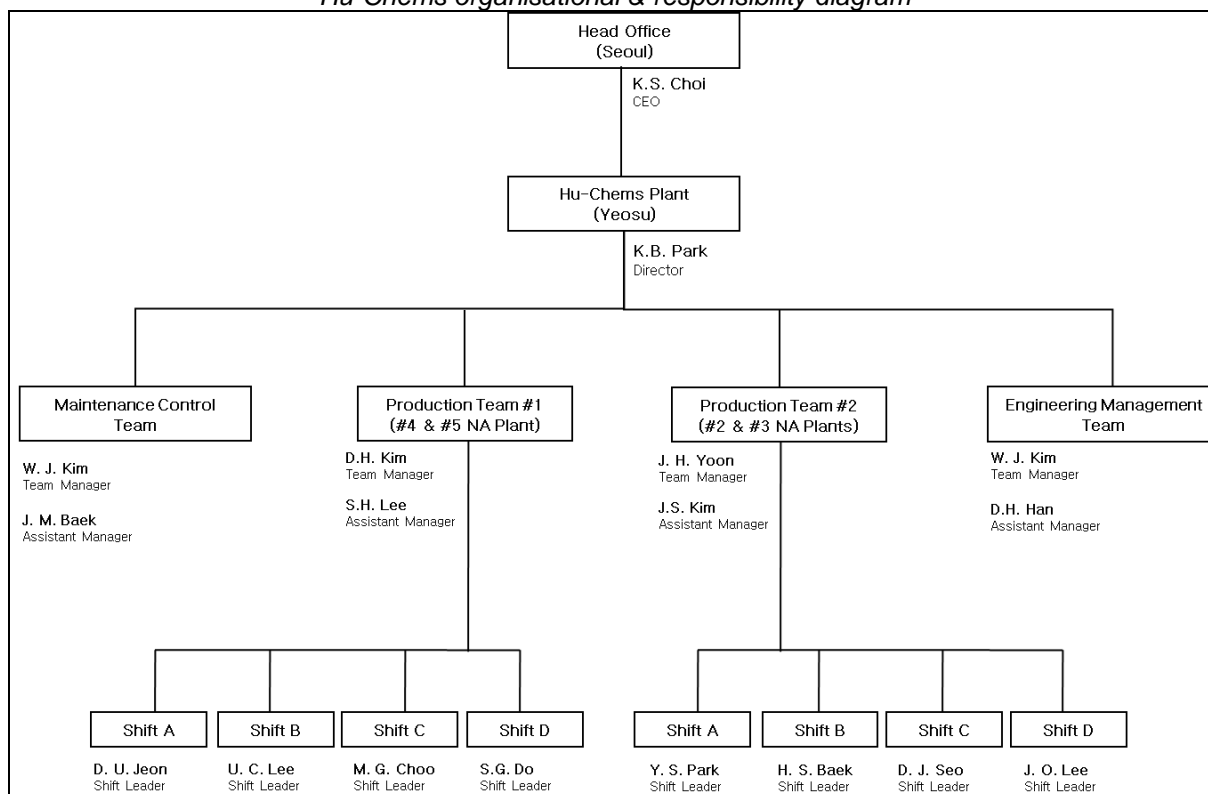 Hu-Chems organisational & responsibility diagram
Head Office
(Seoul)
K.S. Choi
CEO
Hu-Chems Plant
(Yeosu)
K.B. Park
Director
Maintenance Control
Team
W. J. Kim
Team Manager
J. M. Baek
Assistant Manager
Production Team #1
(#4 & #5 NA Plant)
D.H. Kim
Team Manager
S.H. Lee
Assistant Manager
Production Team #2
(#2 & #3 NA Plants)
J. H. Yoon
Team Manager
J.S. Kim
Assistant Manager
Engineering Management
Team
W. J. Kim
Team Manager
D.H. Han
Assistant Manager
Shift A
D. U. Jeon
Shift Leader
Shift B
U. C. Lee
Shift Leader
Shift C
M. G. Choo
Shift Leader
Shift D
S.G. Do
Shift Leader
Shift A
Y. S. Park
Shift Leader
Shift B
H. S. Baek
Shift Leader
Shift C
D. J. Seo
Shift Leader
Shift D
J. O. Lee
Shift Leader